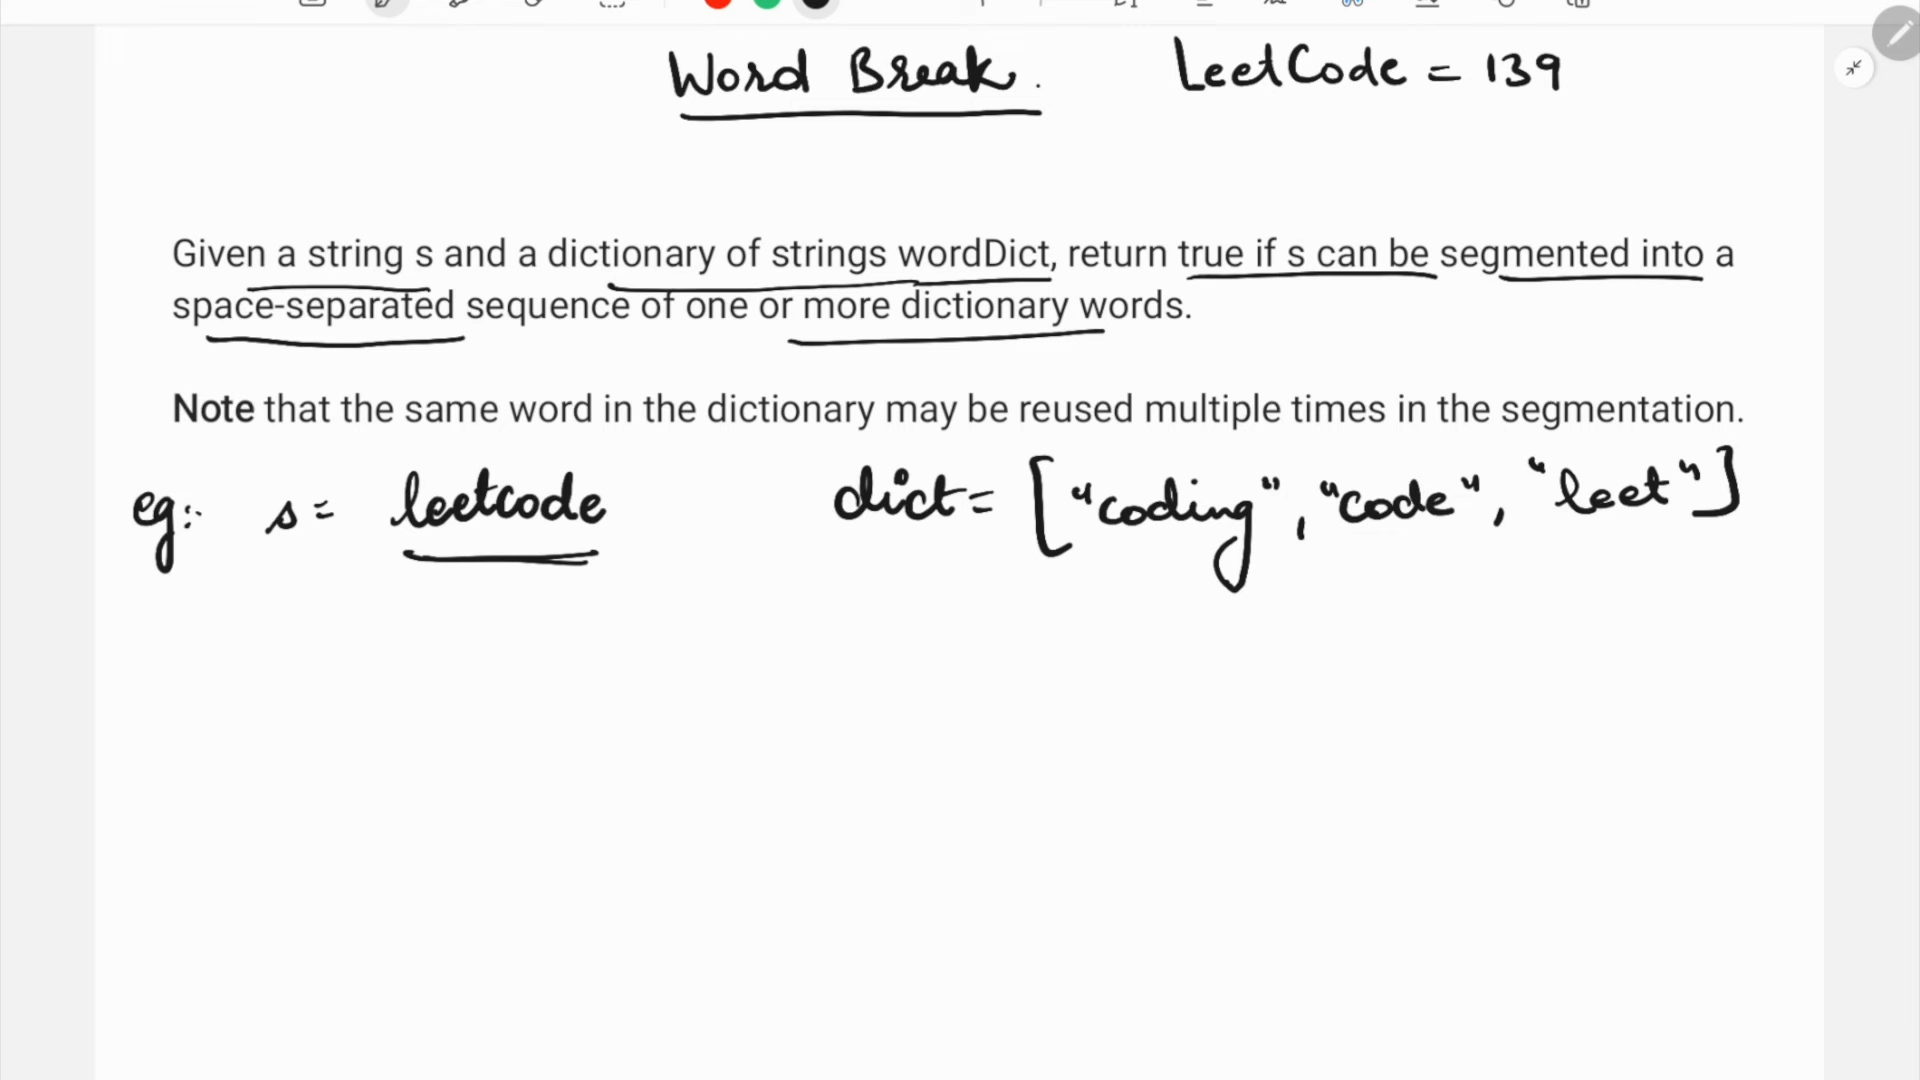 Word Break. LeetCode = 139
Given a string s and a dictionary of strings wordDict, return true if s can be segmented into a
space-separated sequence of one or more dictionary words.
Note that the same word in the dictionary may be reused multiple times in the segmentation.
eg:- s = leetcode dict = ["coding", "code", "leet"]